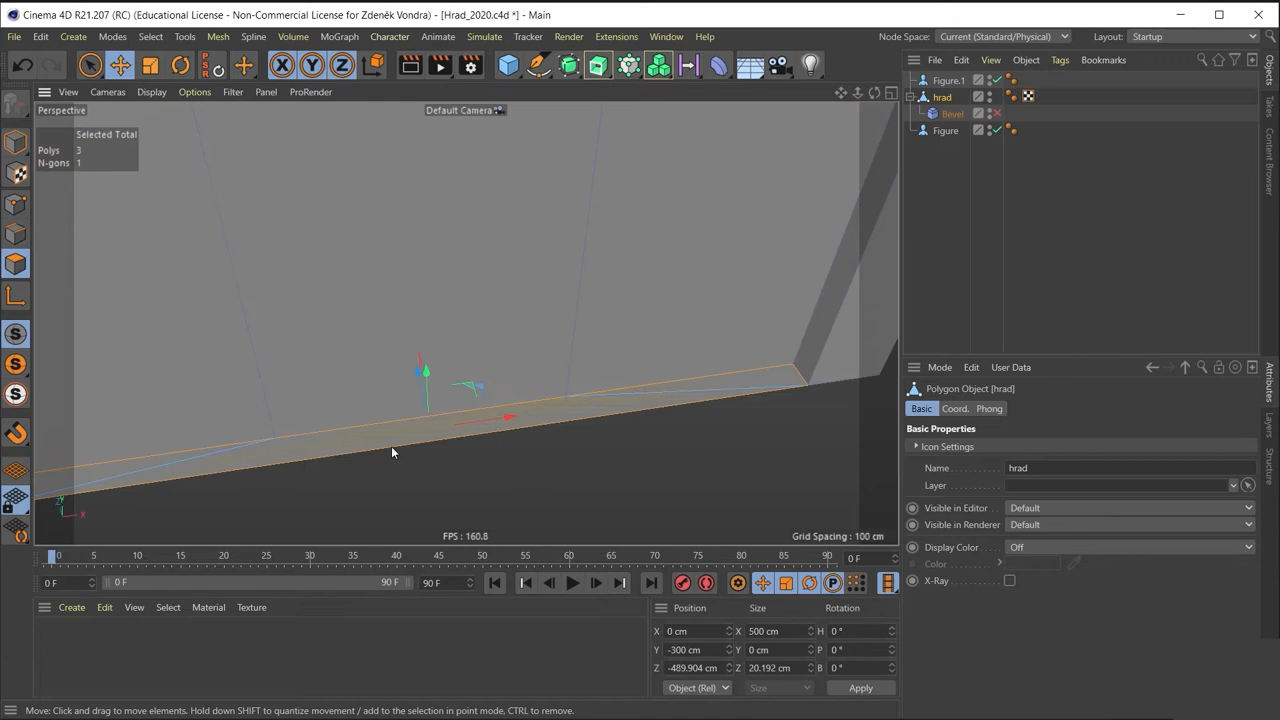 Cinema 4D R21.207 (RC) (Educational License - Non-Commercial License for Zdeněk Vondra) - [Hrad_2020.c4d *] - Main
File Edit Create Modes Select Tools Mesh Spline Volume MoGraph Character Animate Simulate Tracker Render Extensions Window Help
Node Space: Current (Standard/Physical) Layout: Startup
PSR
X Y Z
File Edit View Object Tags Bookmarks
View Cameras Display Options Filter Panel ProRender
Perspective
Default Camera
Selected Total
Polys 3
N-gons 1
Figure.1
hrad
Bevel
Figure
Objects
Takes
Content Browser
Attributes
Layers
Structure
Mode Edit User Data
Polygon Object [hrad]
Basic Coord. Phong
Basic Properties
Icon Settings
Name hrad
Layer
Visible in Editor Default
Visible in Renderer Default
Display Color Off
Color
X-Ray
S
S
S
Y
Z
X
FPS : 160.8
Grid Spacing : 100 cm
0 5 10 15 20 25 30 35 40 45 50 55 60 65 70 75 80 85 90 0 F
0 F 0 F 90 F 90 F
P
Create Edit View Select Material Texture
Position Size Rotation
X 0 cm X 500 cm H 0 °
Y -300 cm Y 0 cm P 0 °
Z -489.904 cm Z 20.192 cm B 0 °
Object (Rel) Size Apply
Move: Click and drag to move elements. Hold down SHIFT to quantize movement / add to the selection in point mode, CTRL to remove.